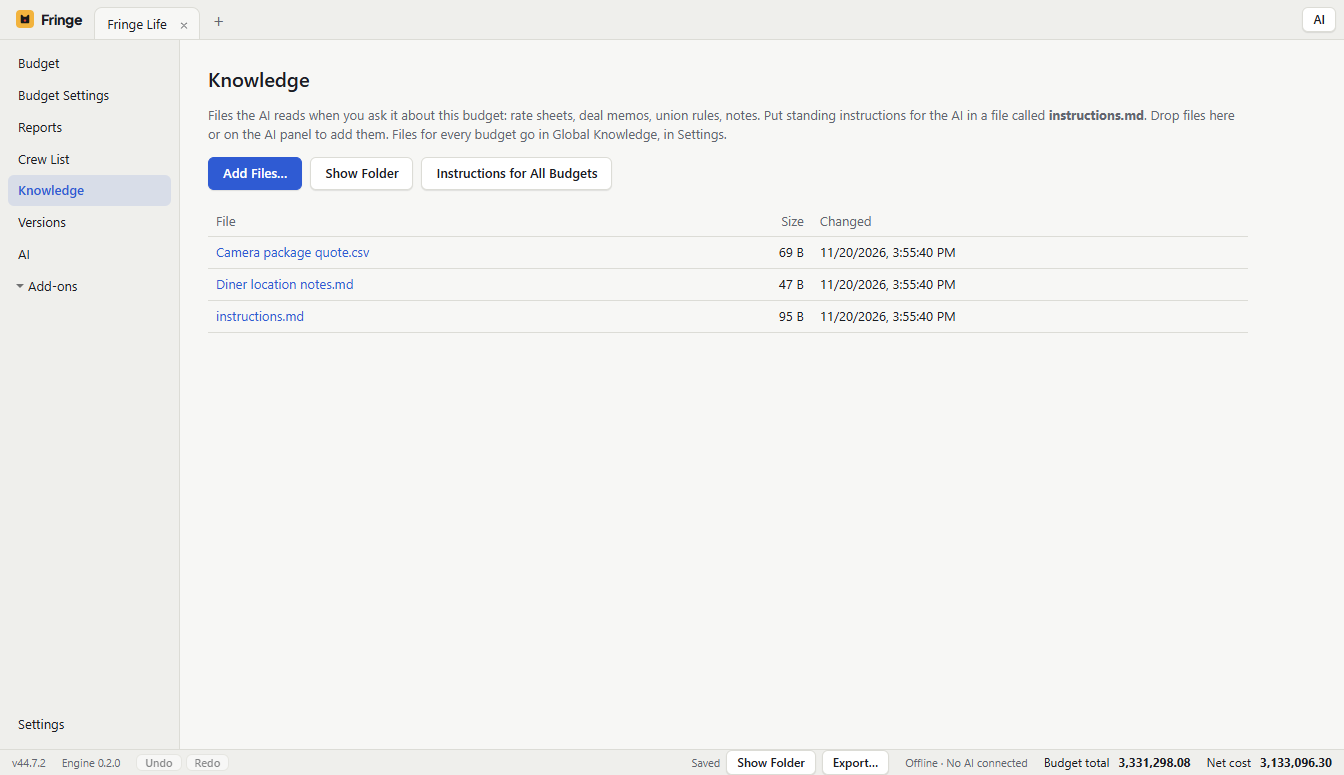 Fringe
Fringe Life
AI
Budget
Budget Settings
Reports
Crew List
Knowledge
Versions
AI
Add-ons
Settings
Knowledge
Files the AI reads when you ask it about this budget: rate sheets, deal memos, union rules, notes. Put standing instructions for the AI in a file called instructions.md. Drop files here
or on the AI panel to add them. Files for every budget go in Global Knowledge, in Settings.
Add Files... Show Folder Instructions for All Budgets
File Size Changed
Camera package quote.csv 69 B 11/20/2026, 3:55:40 PM
Diner location notes.md 47 B 11/20/2026, 3:55:40 PM
instructions.md 95 B 11/20/2026, 3:55:40 PM
v44.7.2 Engine 0.2.0 Undo Redo Saved Show Folder Export... Offline · No AI connected Budget total 3,331,298.08 Net cost 3,133,096.30